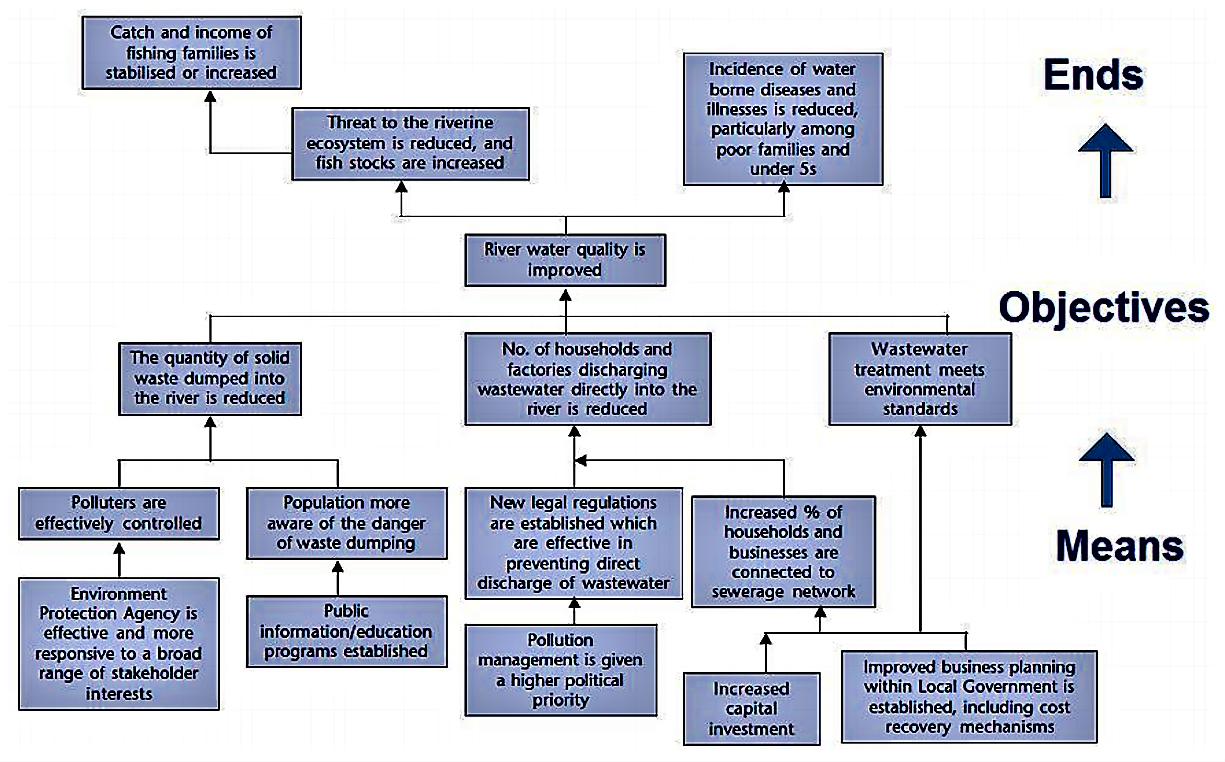 Catch and income of
fishing families is
stabilised or increased
Incidence of water
borne diseases and
illnesses is reduced,
particularly among
poor families and
under 5s
Ends
Threat to the riverine
ecosystem is reduced, and
fish stocks are increased
River water quality is
improved
Objectives
The quantity of solid
waste dumped into
the river is reduced
No. of households and
factories discharging
wastewater directly into the
river is reduced
Wastewater
treatment meets
environmental
standards
Polluters are
effectively controlled
Population more
aware of the danger
of waste dumping
New legal regulations
are established which
are effective in
preventing direct
discharge of wastewater
Increased % of
households and
businesses are
connected to
sewerage network
Means
Environment
Protection Agency is
effective and more
responsive to a broad
range of stakeholder
interests
Public
information/education
programs established
Pollution
management is given
a higher political
priority
Increased
capital
investment
Improved business planning
within Local Government is
established, including cost
recovery mechanisms